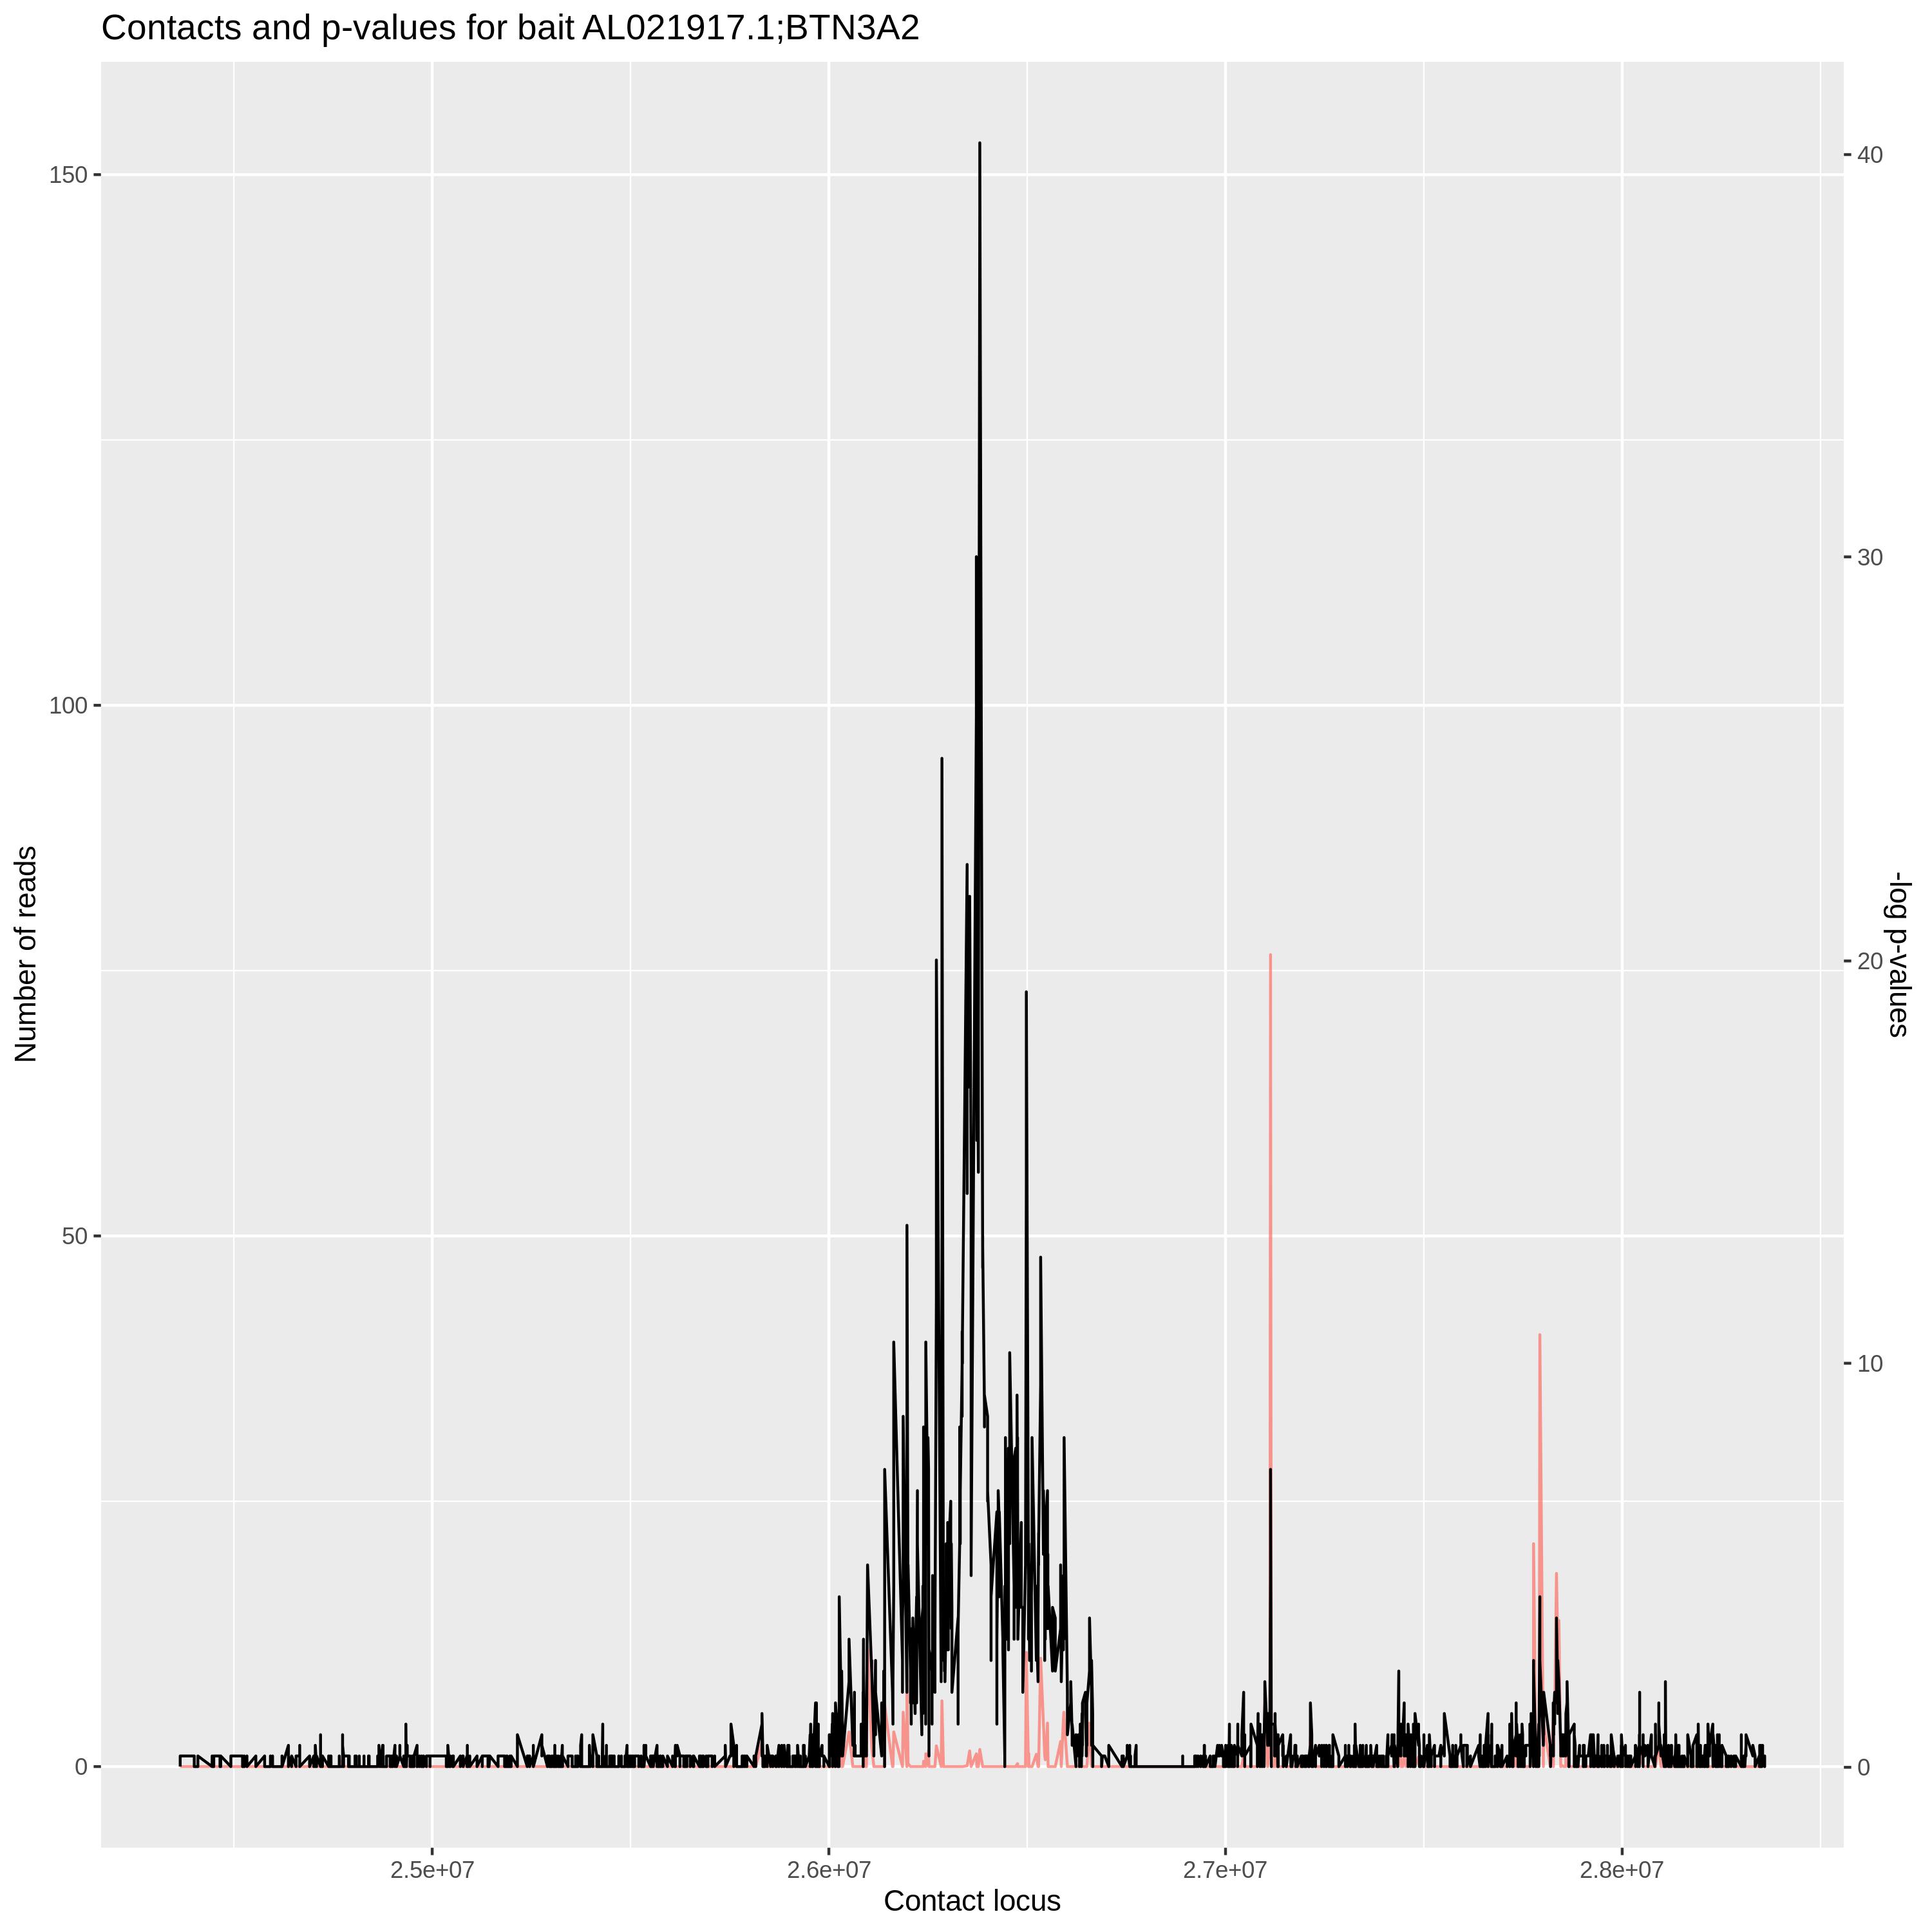 Contacts and p-values for bait AL021917.1;BTN3A2
150
100
50
0
Number of reads
40
30
20
10
0
-log p-values
2.5e+07
2.6e+07
2.7e+07
2.8e+07
Contact locus